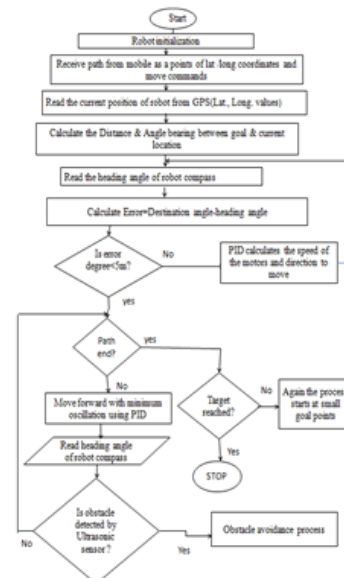 Start
Robot initialization
Receive path from mobile as a points of lat /long coordinates and
move commands
Read the current position of robot from GPS(Lat., Long. values)
Calculate the Distance & Angle bearing between goal & current
location
Read the heading angle of robot compass
Calculate Error=Destination angle-heading angle
Is error
degree<5m?
No
PID calculates the speed of
the motors and direction to
move
yes
Path
end?
yes
No
Move forward with minimum
oscillation using PID
Target
reached?
No
Again the process
starts at small
goal points
Read heading angle
of robot compass
Yes
STOP
Is obstacle
detected by
Ultrasonic
sensor?
No
Yes
Obstacle avoidance process